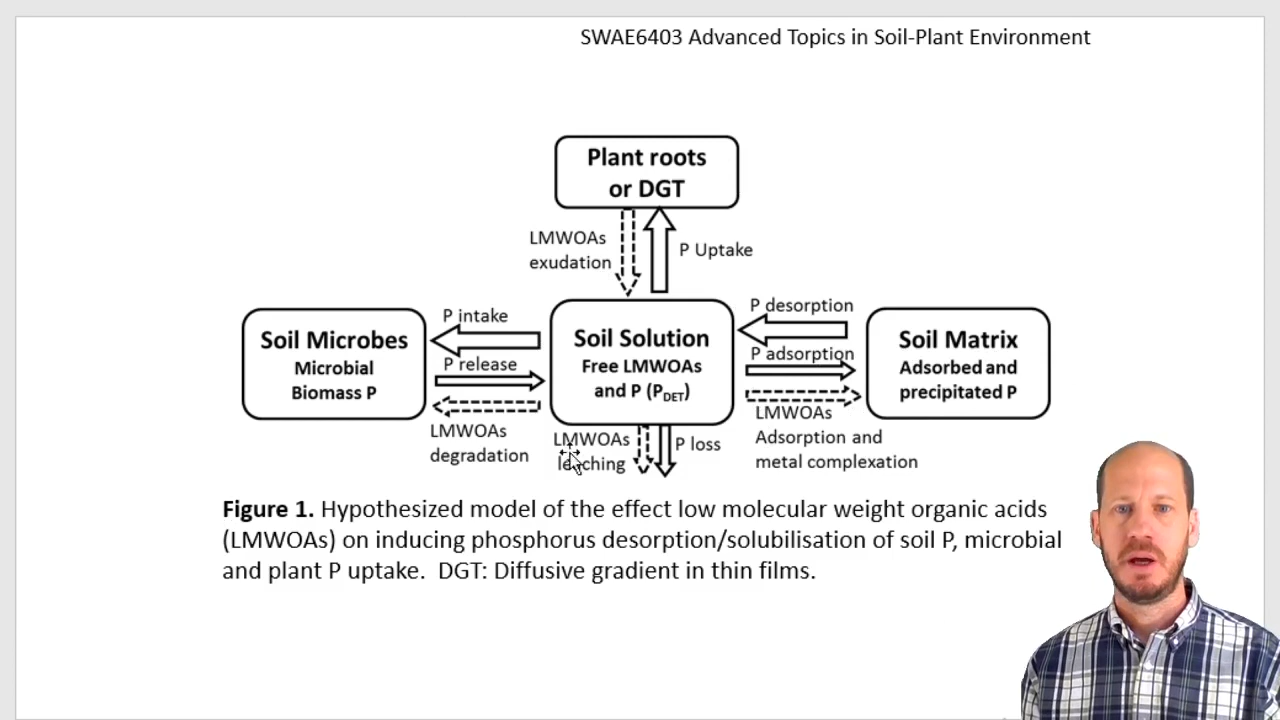 SWAE6403 Advanced Topics in Soil-Plant Environment
Plant roots
or DGT
LMWOAs
exudation
P Uptake
P intake
P release
Soil Microbes
Microbial
Biomass P
LMWOAs
degradation
Soil Solution
Free LMWOAs
and P (PDET)
P desorption
P adsorption
Soil Matrix
Adsorbed and
precipitated P
LMWOAs
Adsorption and
metal complexation
LMWOAs
leaching
P loss
Figure 1. Hypothesized model of the effect low molecular weight organic acids
(LMWOAs) on inducing phosphorus desorption/solubilisation of soil P, microbial
and plant P uptake. DGT: Diffusive gradient in thin films.